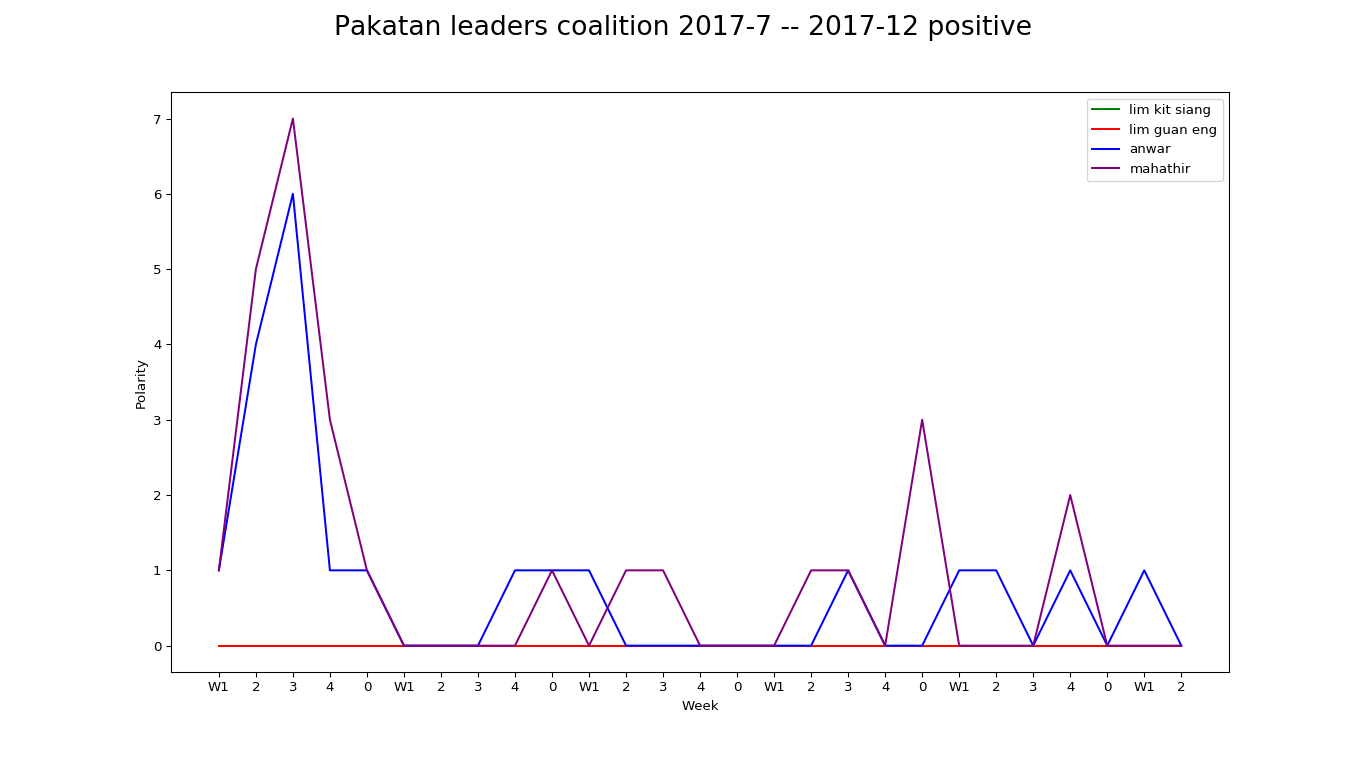 Pakatan leaders coalition 2017-7 -- 2017-12 positive
lim kit siang
lim guan eng
anwar
mahathir
7
6
5
4
3
2
1
0
Polarity
W1 2 3 4 0 W1 2 3 4 0 W1 2 3 4 0 W1 2 3 4 0 W1 2 3 4 0 W1 2
Week